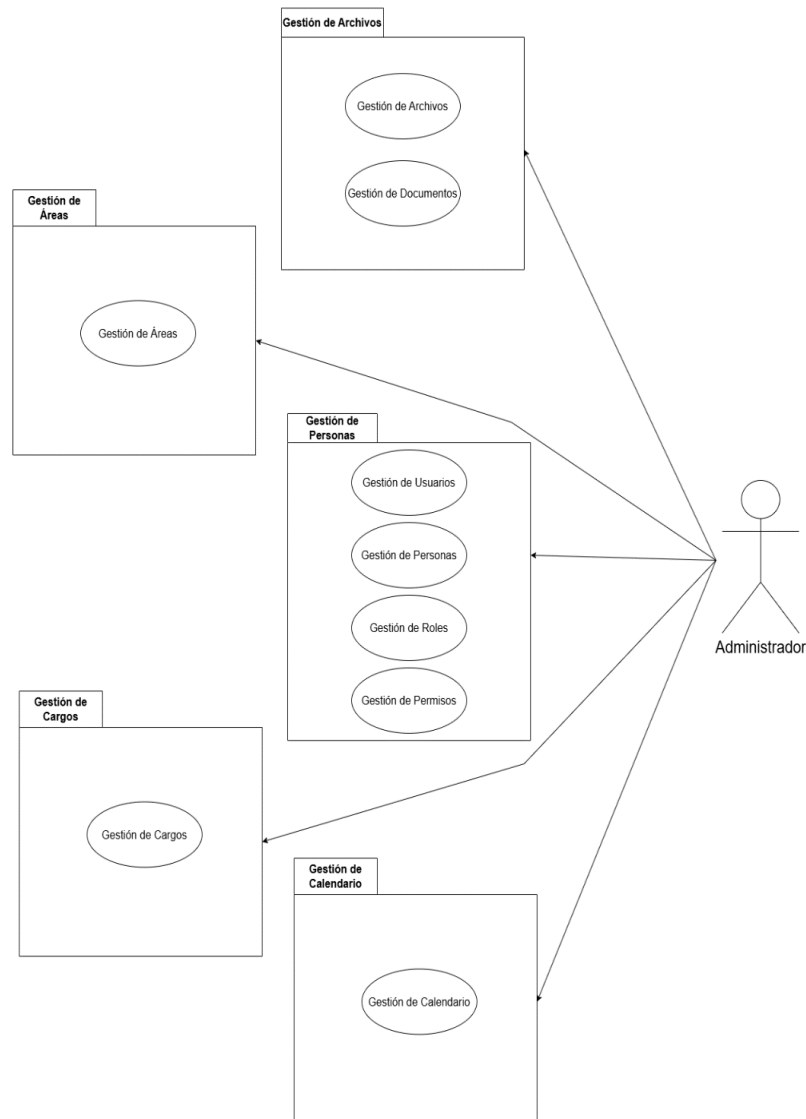 Gestión de Archivos
Gestión de Archivos
Gestión de Documentos
Gestión de
Áreas
Gestión de Áreas
Gestión de
Personas
Gestión de Usuarios
Gestión de Personas
Gestión de Roles
Gestión de Permisos
Administrador
Gestión de
Cargos
Gestión de Cargos
Gestión de
Calendario
Gestión de Calendario